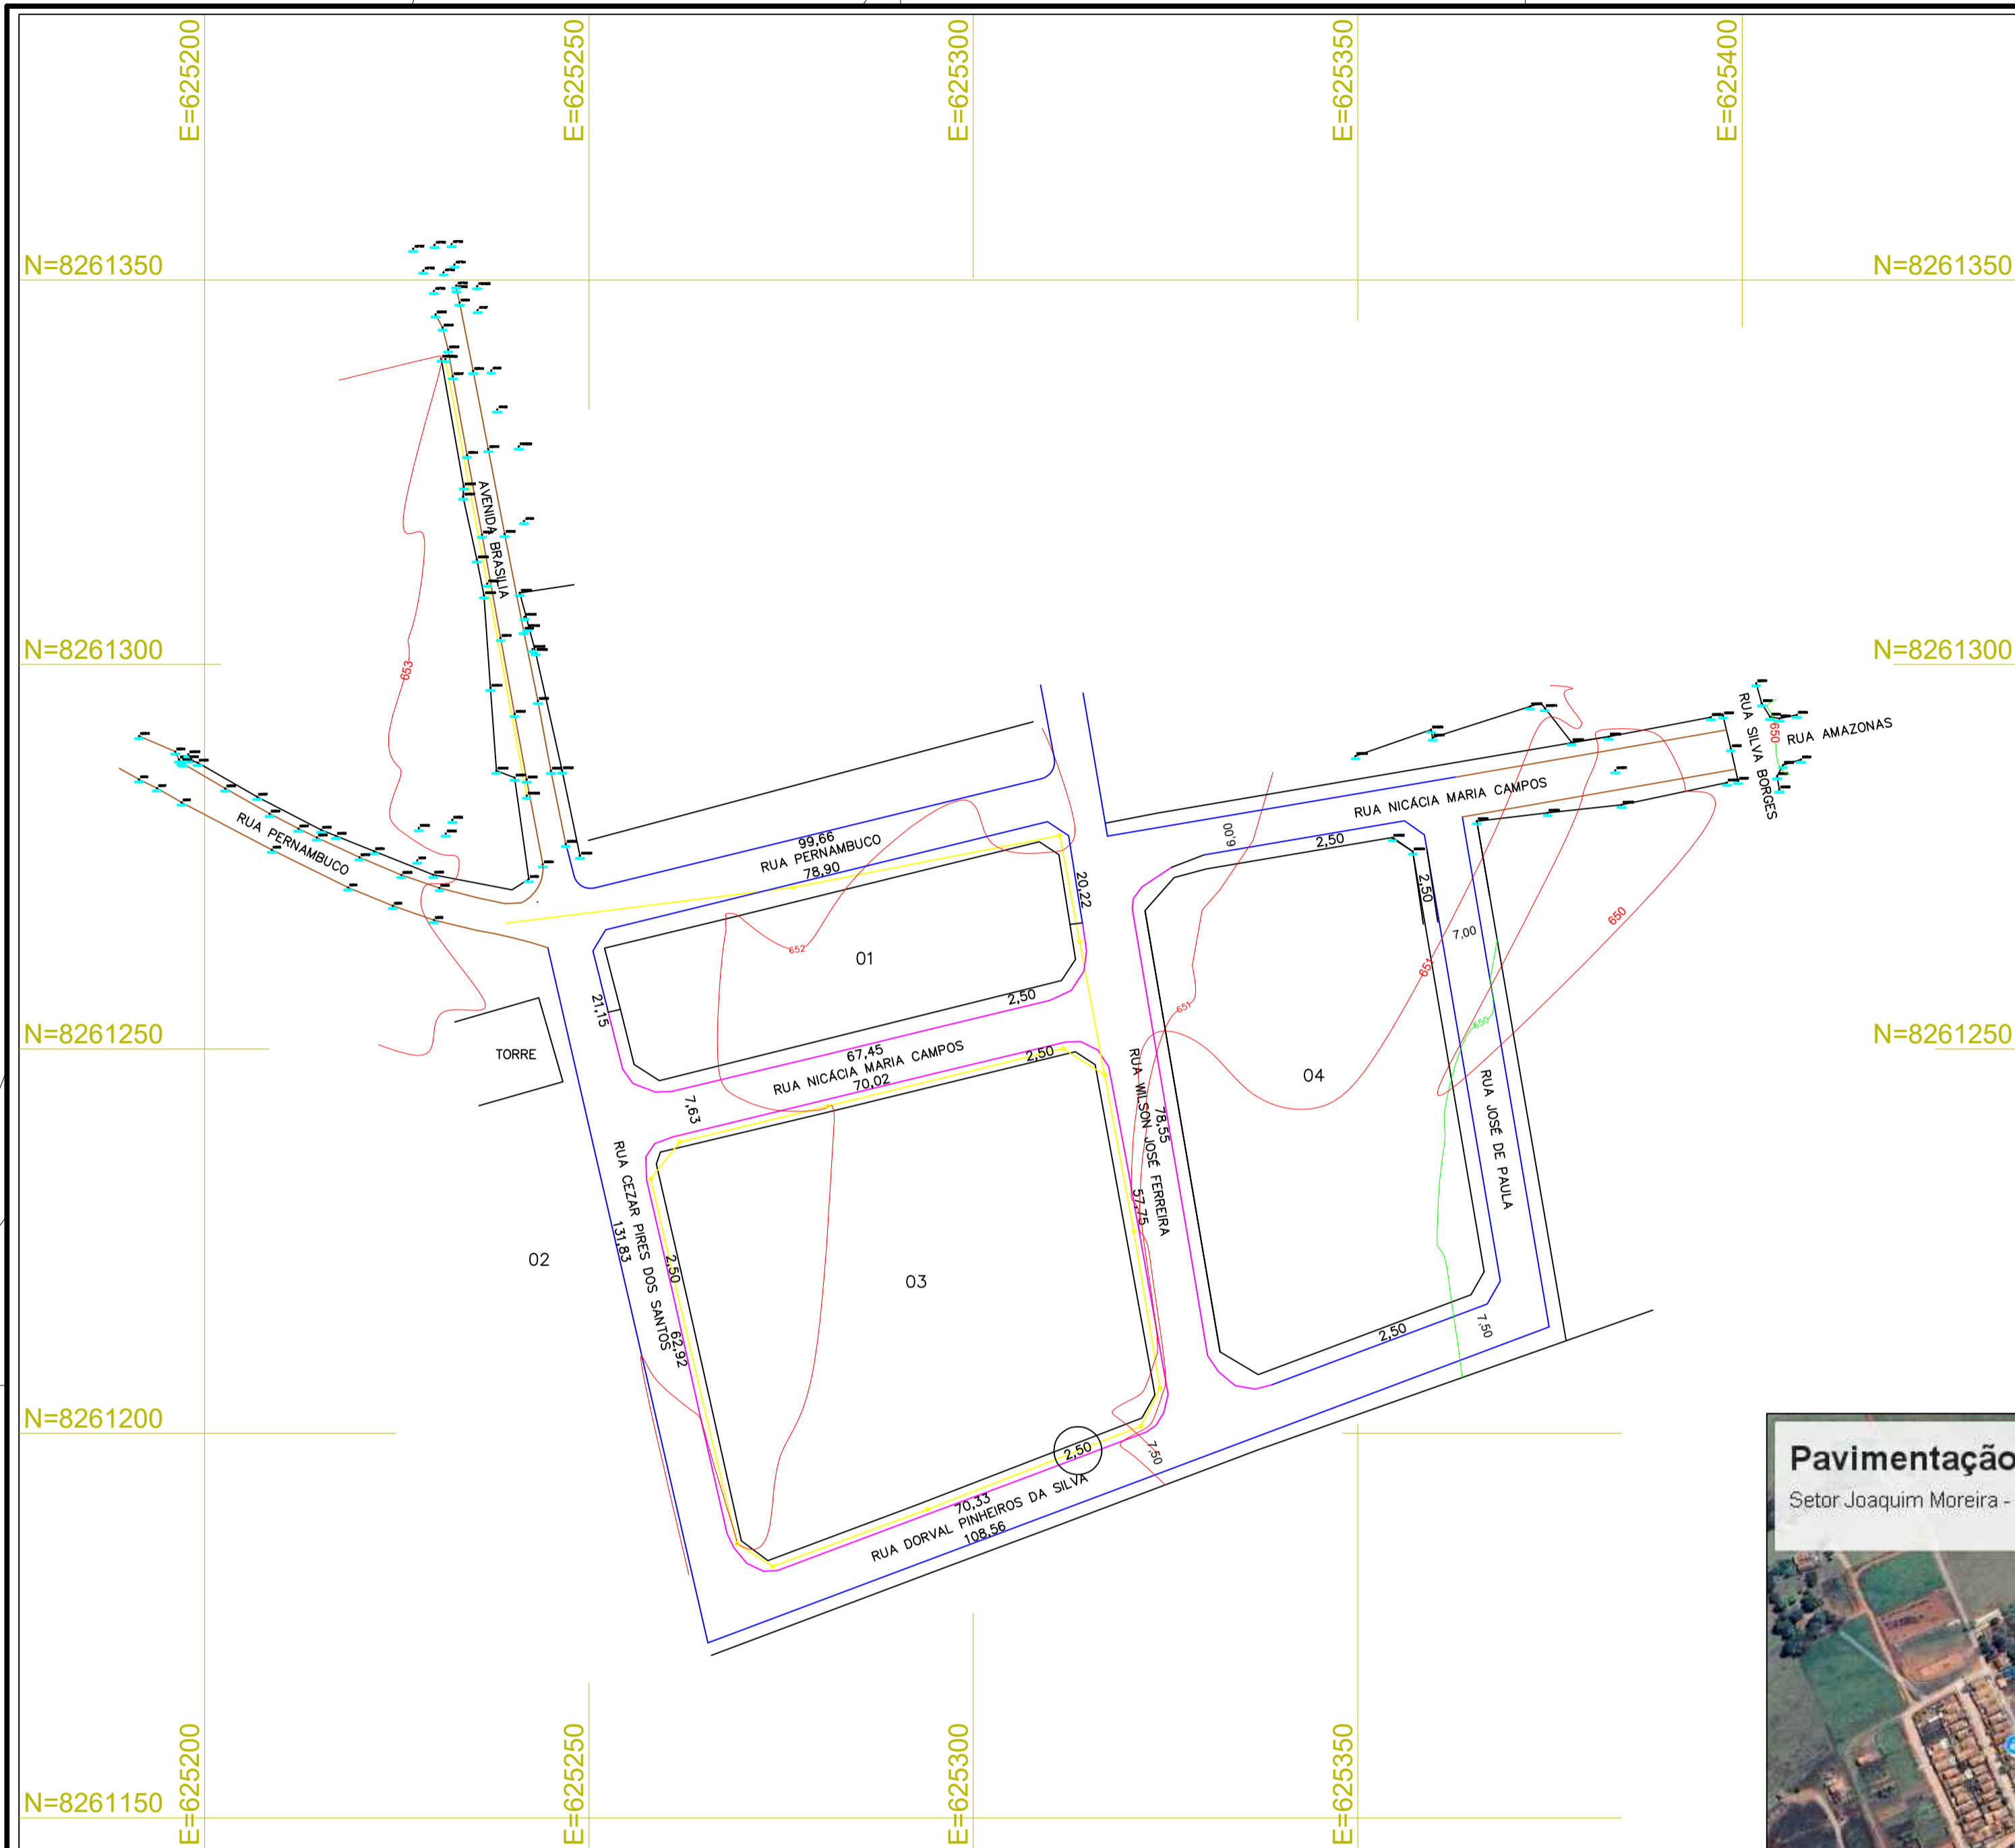 E=625200
E=625250
E=625300
E=625350
E=625400
N=8261350
N=8261350
AVENIDA BRASILIA
N=8261300
N=8261300
653
RUA SILVA BORGES
650
RUA AMAZONAS
RUA NICÁCIA MARIA CAMPOS
RUA PERNAMBUCO
99,66
RUA PERNAMBUCO
78,90
6,00
2,50
20,22
2,50
7,00
650
652
01
651
2,50
21,15
651
650
N=8261250
N=8261250
TORRE
67,45
RUA NICÁCIA MARIA CAMPOS
70,02
2,50
7,63
04
RUA WILSON JOSÉ FERREIRA
78,55
57,75
RUA JOSÉ DE PAULA
RUA CEZAR PIRES DOS SANTOS
131,83
2,50
62,92
02
03
2,50
7,50
N=8261200
2,50
7,50
70,33
RUA DORVAL PINHEIROS DA SILVA
108,56
Pavimentação
Setor Joaquim Moreira -
N=8261150
E=625200
E=625250
E=625300
E=625350